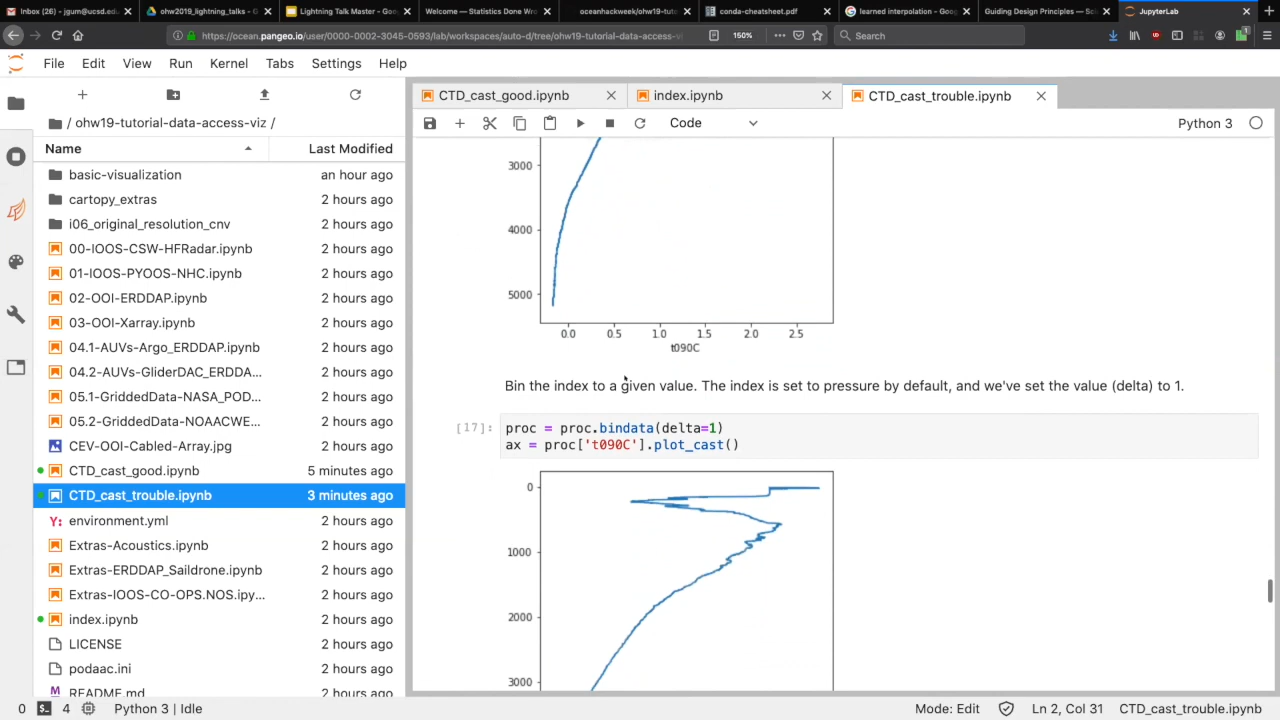 Inbox (60) - jgum@ucsd.ed
owh2019_lightning_talks - G
Lightning Talk Master - Goo
Welcome — Statistics Done Wro
oceanhackweek/ohw19-tuto
conda-cheatsheet.pdf
learned interpolation - Goog
Guiding Design Principles — Sc
JupyterLab
https://ocean.pangeo.io/user/0000-0002-3045-0593/lab/workspaces/auto-d/tree/ohw19-tutorial-data-access-vi
150%
Search
File Edit View Run Kernel Tabs Settings Help
CTD_cast_good.ipynb
index.ipynb
CTD_cast_trouble.ipynb
/ ohw19-tutorial-data-access-viz /
Code
Python 3
Name Last Modified
basic-visualization an hour ago
cartopy_extras 2 hours ago
i06_original_resolution_cnv 2 hours ago
00-IOOS-CSW-HFRadar.ipynb 2 hours ago
01-IOOS-PYOOS-NHC.ipynb 2 hours ago
02-OOI-ERDDAP.ipynb 2 hours ago
03-OOI-Xarray.ipynb 2 hours ago
04.1-AUVs-Argo_ERDDAP.ipynb 2 hours ago
04.2-AUVs-GliderDAC_ERDDA... 2 hours ago
05.1-GriddedData-NASA_POD... 2 hours ago
05.2-GriddedData-NOAACWE... 2 hours ago
CEV-OOI-Cabled-Array.jpg 2 hours ago
CTD_cast_good.ipynb 5 minutes ago
CTD_cast_trouble.ipynb 3 minutes ago
environment.yml 2 hours ago
Extras-Acoustics.ipynb 2 hours ago
Extras-ERDDAP_Saildrone.ipynb 2 hours ago
Extras-IOOS-CO-OPS.NOS.ipy... 2 hours ago
index.ipynb 2 hours ago
LICENSE 2 hours ago
podaac.ini 2 hours ago
README.md 2 hours ago
3000
4000
5000
0.0 0.5 1.0 1.5 2.0 2.5
t090C
Bin the index to a given value. The index is set to pressure by default, and we've set the value (delta) to 1.
[17]:
proc = proc.bindata(delta=1)
ax = proc['t090C'].plot_cast()
0
1000
2000
3000
0 4 Python 3 | Idle
Mode: Edit Ln 2, Col 31 CTD_cast_trouble.ipynb